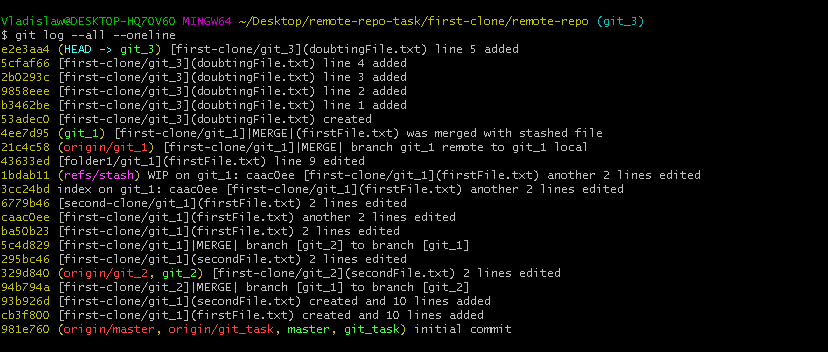 Vladislaw@DESKTOP-HQ7OV6O MINGW64 ~/Desktop/remote-repo-task/first-clone/remote-repo (git_3)
$ git log --all --oneline
e2e3aa4 (HEAD -> git_3) [first-clone/git_3](doubtingFile.txt) line 5 added
5cfaf66 [first-clone/git_3](doubtingFile.txt) line 4 added
2b0293c [first-clone/git_3](doubtingFile.txt) line 3 added
9858eee [first-clone/git_3](doubtingFile.txt) line 2 added
b3462be [first-clone/git_3](doubtingFile.txt) line 1 added
53adec0 [first-clone/git_3](doubtingFile.txt) created
4ee7d95 (git_1) [first-clone/git_1]|MERGE|(firstFile.txt) was merged with stashed file
21c4c58 (origin/git_1) [first-clone/git_1]|MERGE| branch git_1 remote to git_1 local
43633ed [folder1/git_1](firstFile.txt) line 9 edited
1bdab11 (refs/stash) WIP on git_1: caac0ee [first-clone/git_1](firstFile.txt) another 2 lines edited
3cc24bd index on git_1: caac0ee [first-clone/git_1](firstFile.txt) another 2 lines edited
6779b46 [second-clone/git_1](firstFile.txt) 2 lines edited
caac0ee [first-clone/git_1](firstFile.txt) another 2 lines edited
ba50b23 [first-clone/git_1](firstFile.txt) 2 lines edited
5c4d829 [first-clone/git_1]|MERGE| branch [git_2] to branch [git_1]
295bc46 [first-clone/git_1](secondFile.txt) 2 lines edited
329d840 (origin/git_2, git_2) [first-clone/git_2](secondFile.txt) 2 lines edited
94b794a [first-clone/git_2]|MERGE| branch [git_1] to branch [git_2]
93b926d [first-clone/git_1](secondFile.txt) created and 10 lines added
cb3f800 [first-clone/git_1](firstFile.txt) created and 10 lines added
981e760 (origin/master, origin/git_task, master, git_task) initial commit